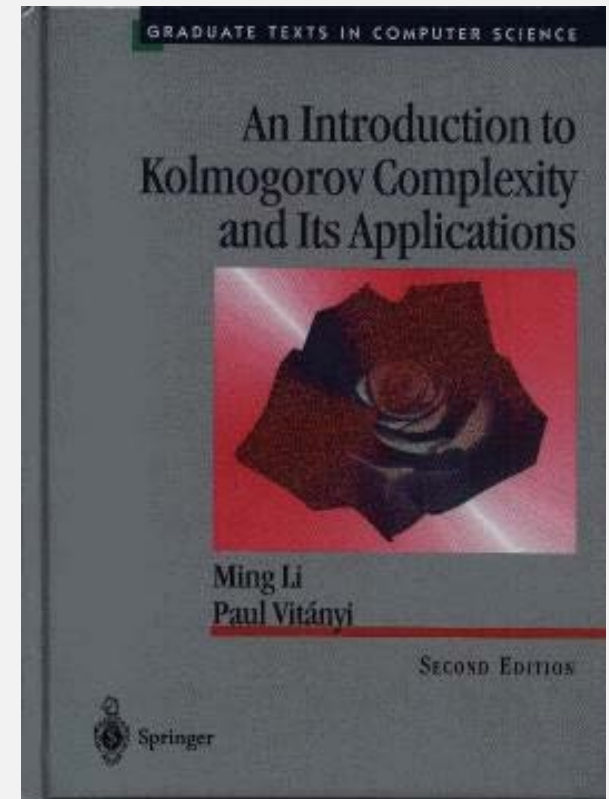 GRADUATE TEXTS IN COMPUTER SCIENCE
An Introduction to
Kolmogorov Complexity
and Its Applications
Ming Li
Paul Vitányi
SECOND EDITION
Springer